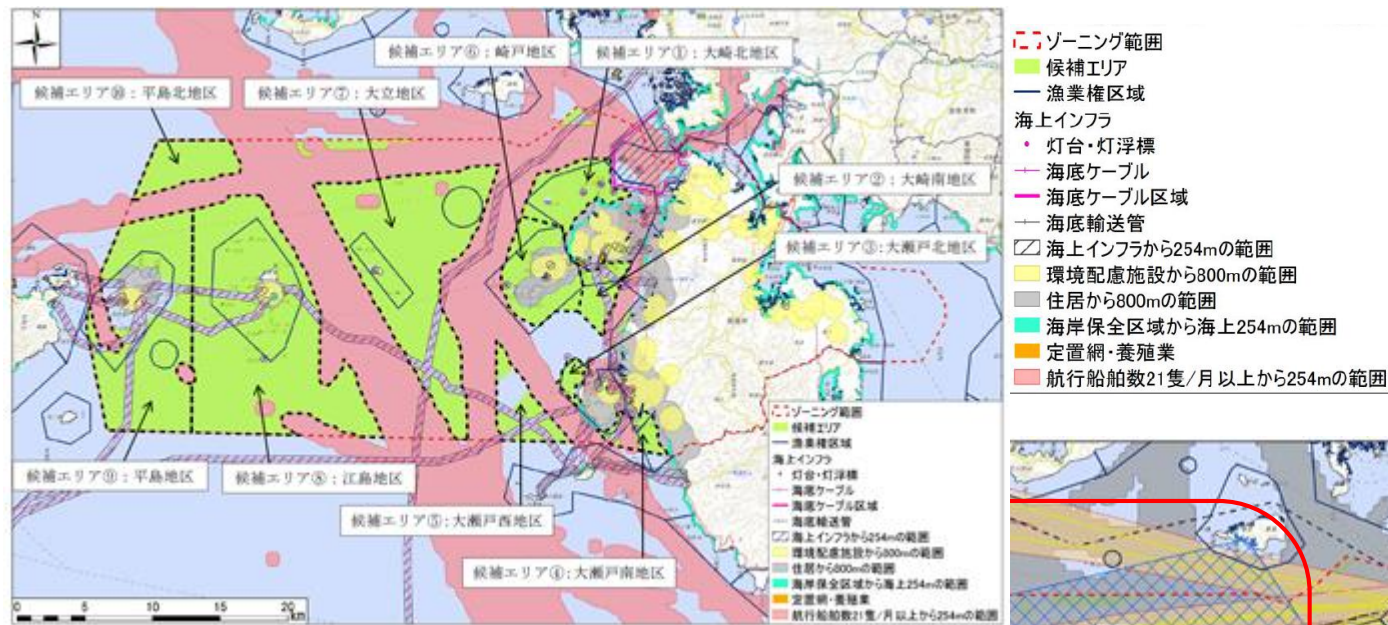 N
候補エリア⑥：崎戸地区
候補エリア①：大崎北地区
候補エリア⑩：平島北地区
候補エリア⑦：大立地区
候補エリア②：大崎南地区
候補エリア③：大瀬戸北地区
候補エリア⑨：平島地区
候補エリア⑧：江島地区
候補エリア⑤：大瀬戸西地区
候補エリア④：大瀬戸南地区
0 5 10 15 20
km
ゾーニング範囲
候補エリア
漁業権区域
海上インフラ
灯台・灯浮標
海底ケーブル
海底ケーブル区域
海底輸送管
海上インフラから254mの範囲
環境配慮施設から800mの範囲
住居から800mの範囲
海岸保全区域から海上254mの範囲
定置網・養殖業
航行船舶数21隻/月以上から254mの範囲
ゾーニング範囲
候補エリア
漁業権区域
海上インフラ
灯台・灯浮標
海底ケーブル
海底ケーブル区域
海底輸送管
海上インフラから254mの範囲
環境配慮施設から800mの範囲
住居から800mの範囲
海岸保全区域から海上254mの範囲
定置網・養殖業
航行船舶数21隻/月以上から254mの範囲